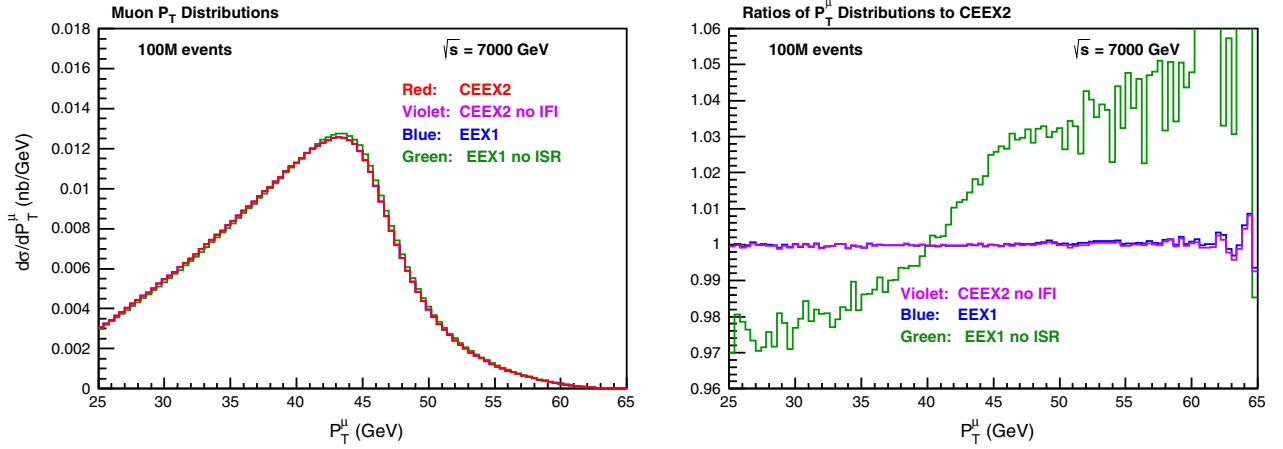 Muon P_T Distributions
100M events
√s = 7000 GeV
Red: CEEX2
Violet: CEEX2 no IFI
Blue: EEX1
Green: EEX1 no ISR
dσ/dP_T^μ (nb/GeV)
0.018
0.016
0.014
0.012
0.01
0.008
0.006
0.004
0.002
0
25 30 35 40 45 50 55 60 65
P_T^μ (GeV)
Ratios of P_T^μ Distributions to CEEX2
100M events
√s = 7000 GeV
1.06
1.05
1.04
1.03
1.02
1.01
1
0.99
0.98
0.97
0.96
Violet: CEEX2 no IFI
Blue: EEX1
Green: EEX1 no ISR
25 30 35 40 45 50 55 60 65
P_T^μ (GeV)